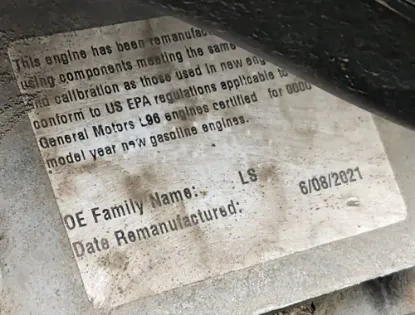 This engine has been
using components meeting the same
and calibration as those used in new
conform to US EPA regulations applicable to
General Motors L96 engines certified for 0000
model year new gasoline engines.
OE Family Name: LS
Date Remanufactured: 6/08/2021